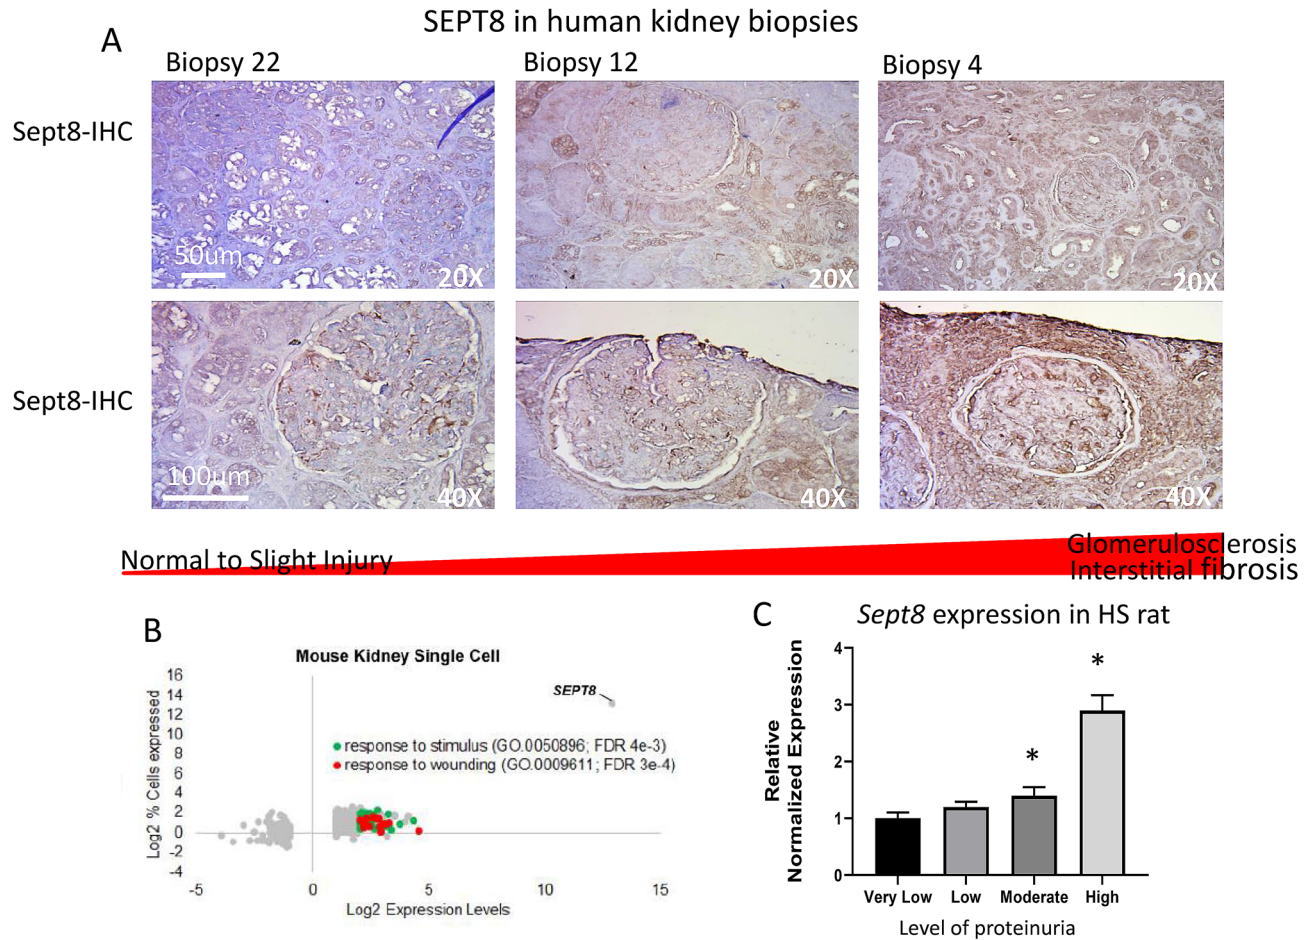 SEPT8 in human kidney biopsies
A
Biopsy 22
Biopsy 12
Biopsy 4
Sept8-IHC
50um
20X
20X
20X
Sept8-IHC
100um
40X
40X
40X
Normal to Slight Injury
Glomerulosclerosis
Interstitial fibrosis
B
Mouse Kidney Single Cell
Log2 % Cells expressed
16
14
12
10
8
6
4
2
0
-2
-4
SEPT8
response to stimulus (GO.0050896; FDR 4e-3)
response to wounding (GO.0009611; FDR 3e-4)
-5
0
5
10
15
Log2 Expression Levels
C
Sept8 expression in HS rat
Relative
Normalized Expression
4
3
2
1
0
*
*
Very Low
Low
Moderate
High
Level of proteinuria